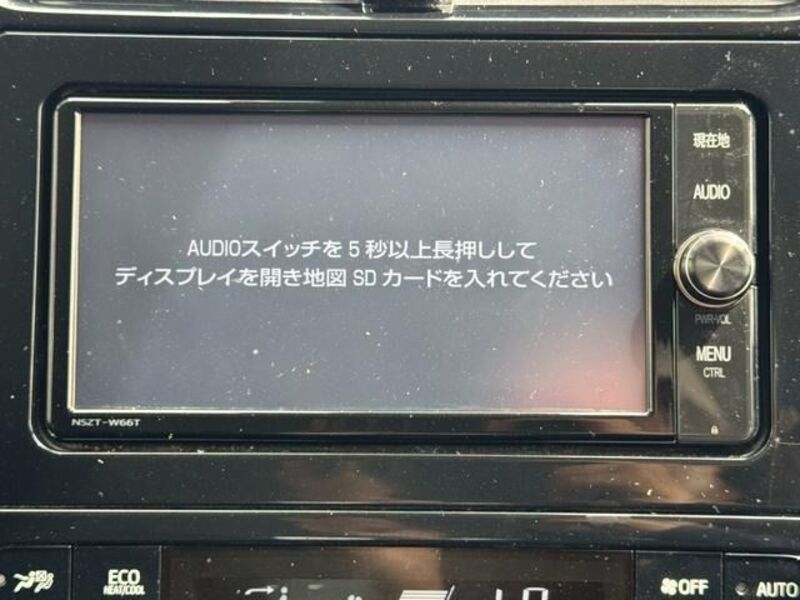 現在地
AUDIO
AUDIOスイッチを5秒以上長押しして
ディスプレイを開き地図SDカードを入れてください
PWR·VOL
MENU
CTRL
NSZT-W66T
ECO
HEAT/COOL
OFF
AUTO